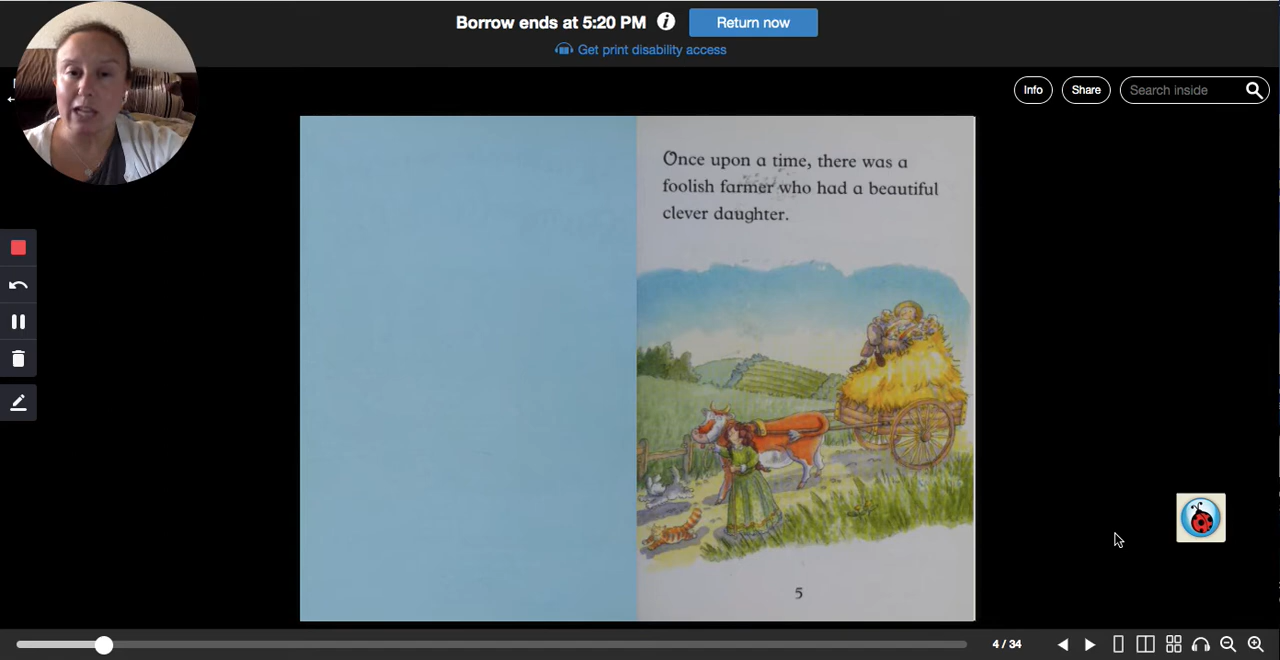 Borrow ends at 5:20 PM i Return now
Get print disability access
Info Share Search inside
Once upon a time, there was a
foolish farmer who had a beautiful
clever daughter.
5
4 / 34